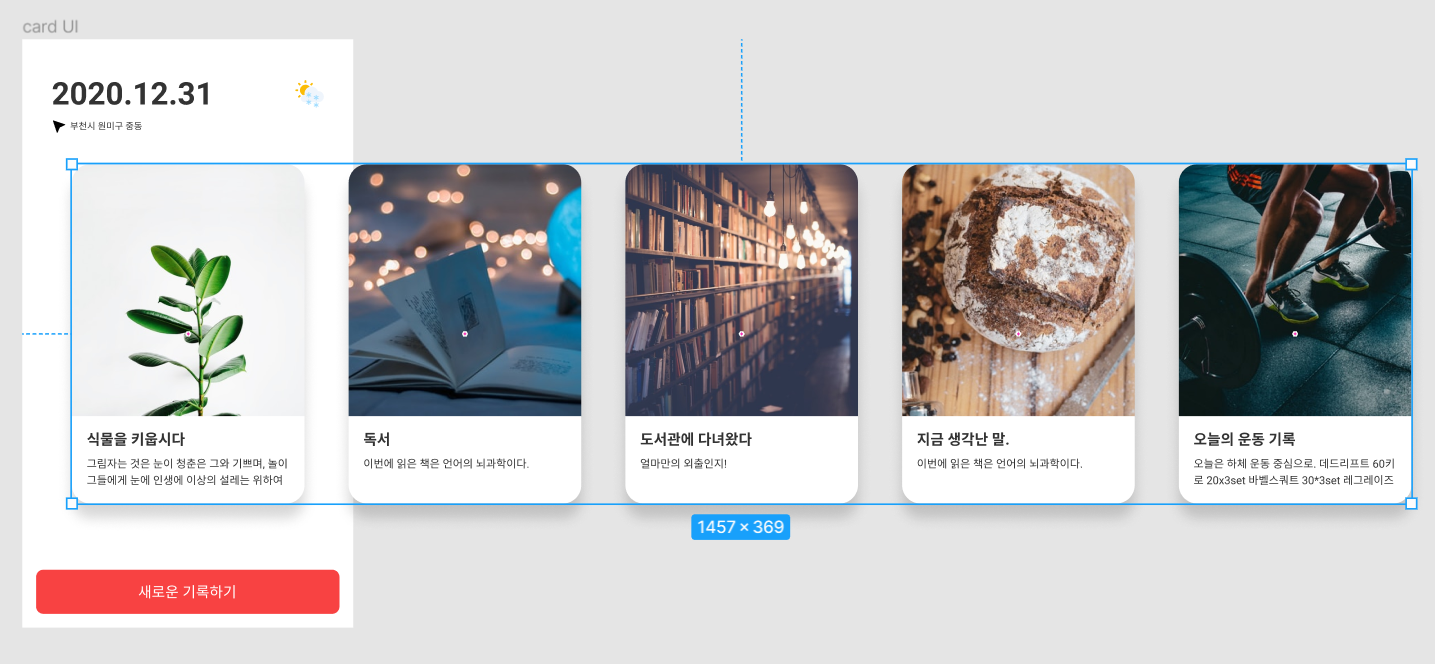 card UI
2020.12.31
부천시 원미구 중동
식물을 키웁시다
그림자는 것은 눈이 청춘은 그와 기쁘며, 놀이
그들에게 눈에 인생에 이상의 설레는 위하여
독서
이번에 읽은 책은 언어의 뇌과학이다.
도서관에 다녀왔다
얼마만의 외출인지!
지금 생각난 말.
이번에 읽은 책은 언어의 뇌과학이다.
오늘의 운동 기록
오늘은 하체 운동 중심으로. 데드리프트 60키
로 20x3set 바벨스쿼트 30*3set 레그레이즈
1457 × 369
새로운 기록하기